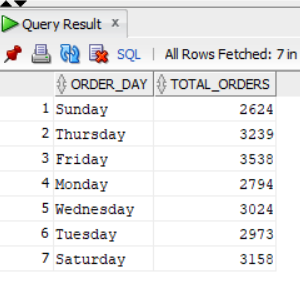 Query Result x
SQL | All Rows Fetched: 7 in
ORDER_DAY TOTAL_ORDERS
1 Sunday 2624
2 Thursday 3239
3 Friday 3538
4 Monday 2794
5 Wednesday 3024
6 Tuesday 2973
7 Saturday 3158